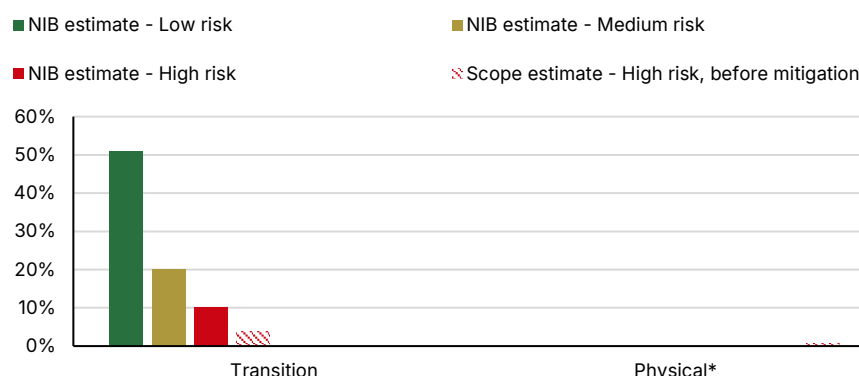 NIB estimate - Low risk
NIB estimate - Medium risk
NIB estimate - High risk
Scope estimate - High risk, before mitigation
60%
50%
40%
30%
20%
10%
0%
Transition
Physical*